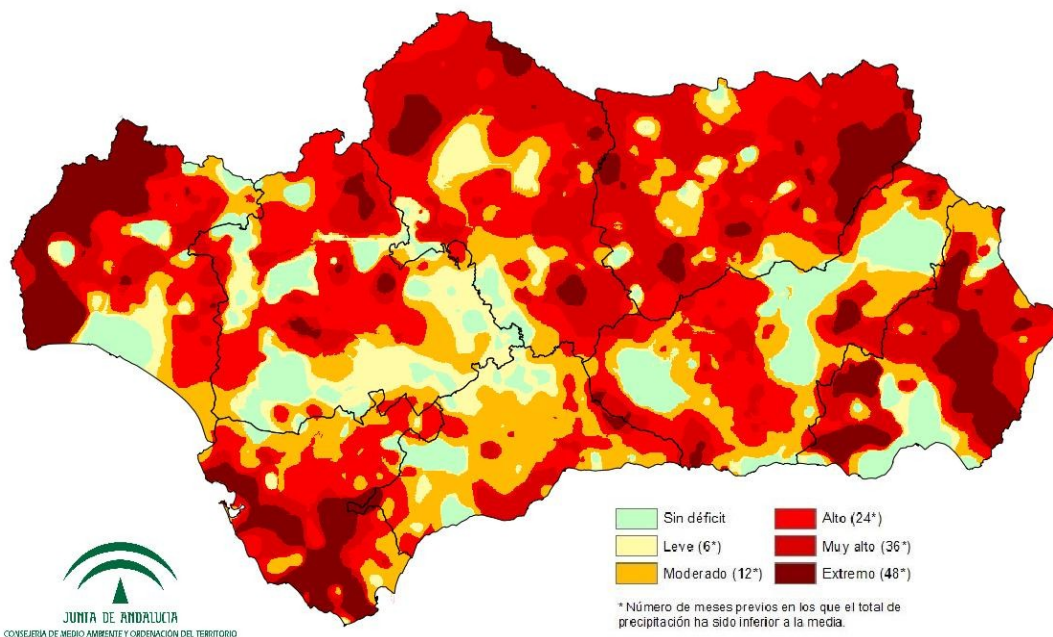 Sin déficit
Leve (6*)
Moderado (12*)
Alto (24*)
Muy alto (36*)
Extremo (48*)
* Número de meses previos en los que el total de
precipitación ha sido inferior a la media.
JUNTA DE ANDALUCIA
CONSEJERÍA DE MEDIO AMBIENTE Y ORDENACIÓN DEL TERRITORIO